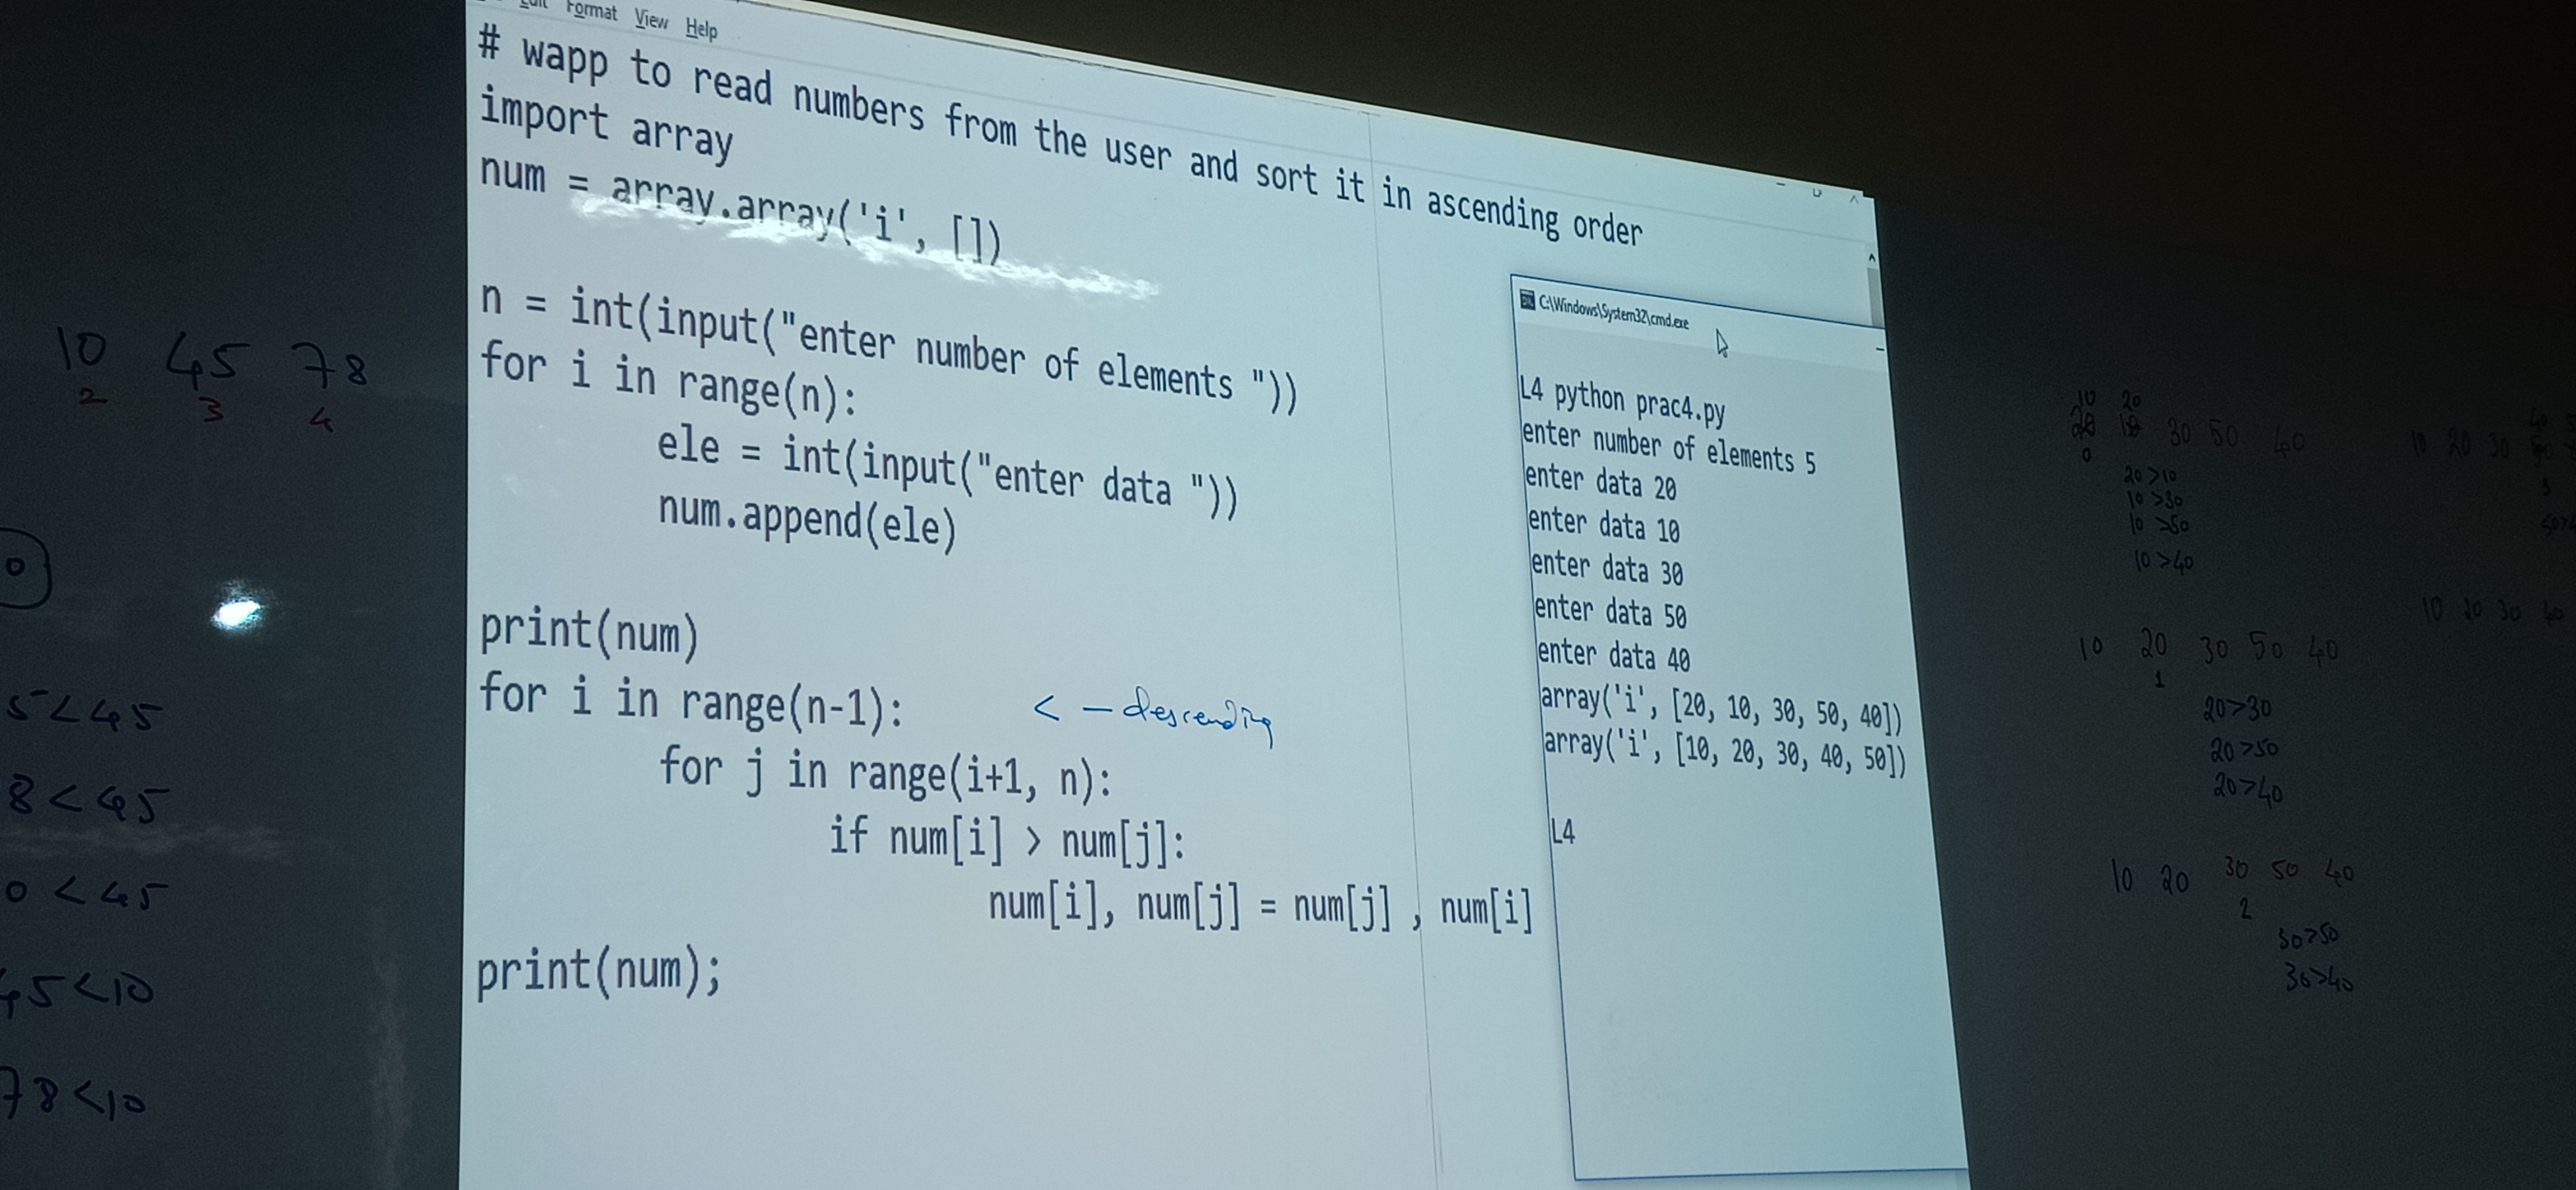 Edit Format View Help
# wapp to read numbers from the user and sort it in ascending order
import array
num = array.array('i', [])
n = int(input("enter number of elements "))
for i in range(n):
ele = int(input("enter data "))
num.append(ele)
print(num)
for i in range(n-1):
< - descending
for j in range(i+1, n):
if num[i] > num[j]:
num[i], num[j] = num[j] , num[i]
print(num);
C:\Windows\System32\cmd.exe
L4 python prac4.py
enter number of elements 5
enter data 20
enter data 10
enter data 30
enter data 50
enter data 40
array('i', [20, 10, 30, 50, 40])
array('i', [10, 20, 30, 40, 50])
L4
10 45 78
2 3 4
0
5<45
8<45
0<45
45<10
78<10
10 20
30 50 40
0
20>10
10>30
10>50
10>40
10 20 30 50 40
1
20>30
20>50
20>40
10 20 30 50 40
2
30>50
30>40
10 20 30
10 20 30 40